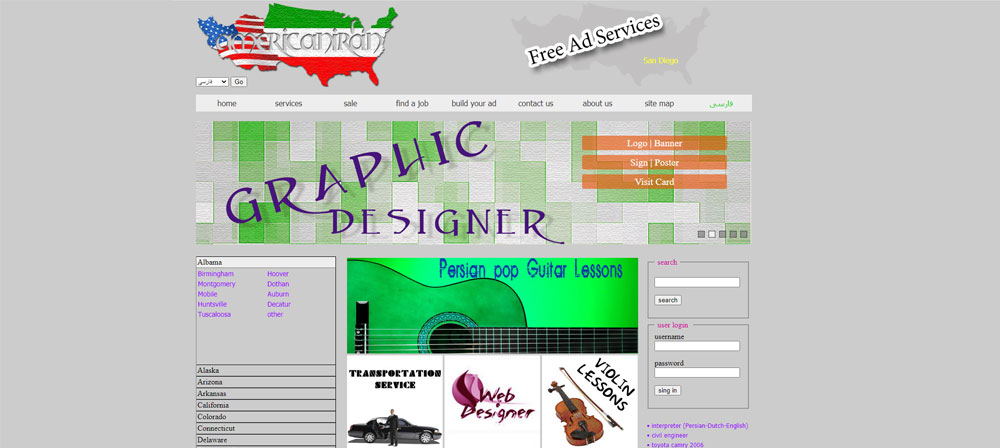 americaniran
Free Ad Services
San Diego
فارسی Go
home services sale find a job build your ad contact us about us site map فارسی
GRAPHIC
DESIGNER
Logo | Banner
Sign | Poster
Visit Card
Albama
Birmingham Hoover
Montgomery Dothan
Mobile Auburn
Huntsville Decatur
Tuscaloosa other
Alaska
Arizona
Arkansas
California
Colorado
Connecticut
Delaware
Persian pop Guitar Lessons
TRANSPORTATION
SERVICE
Web
Designer
VIOLIN
LESSONS
search
search
user login
username
password
sing in
interpreter (Persian-Dutch-English)
civil engineer
toyota camry 2006